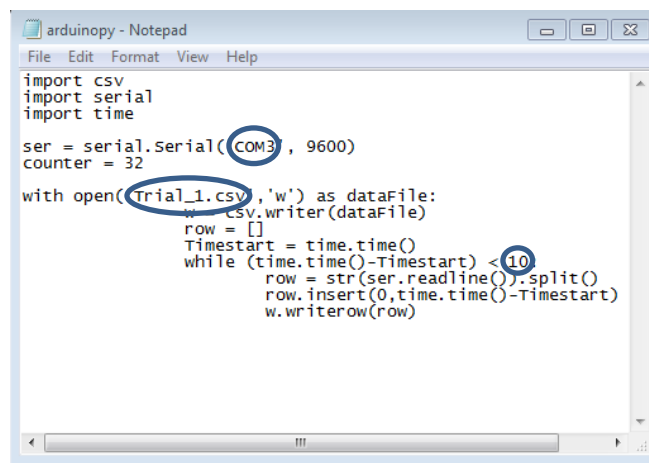 arduinopy - Notepad
File Edit Format View Help
import csv
import serial
import time
ser = serial.Serial('COM3', 9600)
counter = 32
with open('Trial_1.csv','w') as dataFile:
w = csv.writer(dataFile)
row = []
Timestart = time.time()
while (time.time()-Timestart) < 10:
row = str(ser.readline()).split()
row.insert(0,time.time()-Timestart)
w.writerow(row)